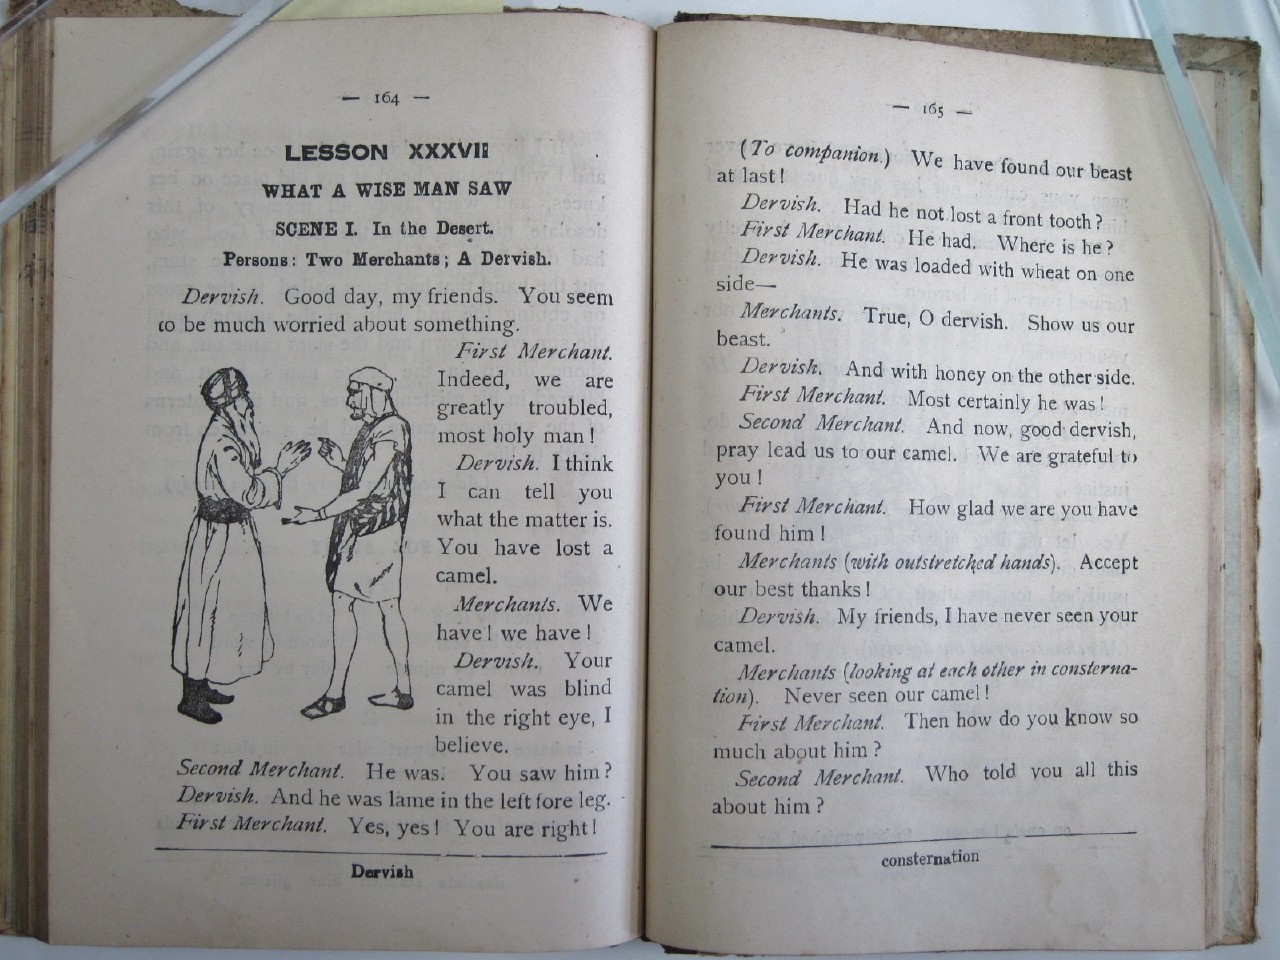 — 164 —
LESSON XXXVII
WHAT A WISE MAN SAW
SCENE I. In the Desert.
Persons: Two Merchants; A Dervish.
Dervish. Good day, my friends. You seem
to be much worried about something.
First Merchant.
Indeed, we are
greatly troubled,
most holy man!
Dervish. I think
I can tell you
what the matter is.
You have lost a
camel.
Merchants. We
have! we have!
Dervish. Your
camel was blind
in the right eye, I
believe.
Second Merchant. He was. You saw him?
Dervish. And he was lame in the left fore leg.
First Merchant. Yes, yes! You are right!
Dervish
— 165 —
(To companion.) We have found our beast
at last!
Dervish. Had he not lost a front tooth?
First Merchant. He had. Where is he?
Dervish. He was loaded with wheat on one
side—
Merchants. True, O dervish. Show us our
beast.
Dervish. And with honey on the other side.
First Merchant. Most certainly he was!
Second Merchant. And now, good dervish,
pray lead us to our camel. We are grateful to
you!
First Merchant. How glad we are you have
found him!
Merchants (with outstretched hands). Accept
our best thanks!
Dervish. My friends, I have never seen your
camel.
Merchants (looking at each other in consterna-
tion). Never seen our camel!
First Merchant. Then how do you know so
much about him?
Second Merchant. Who told you all this
about him?
consternation